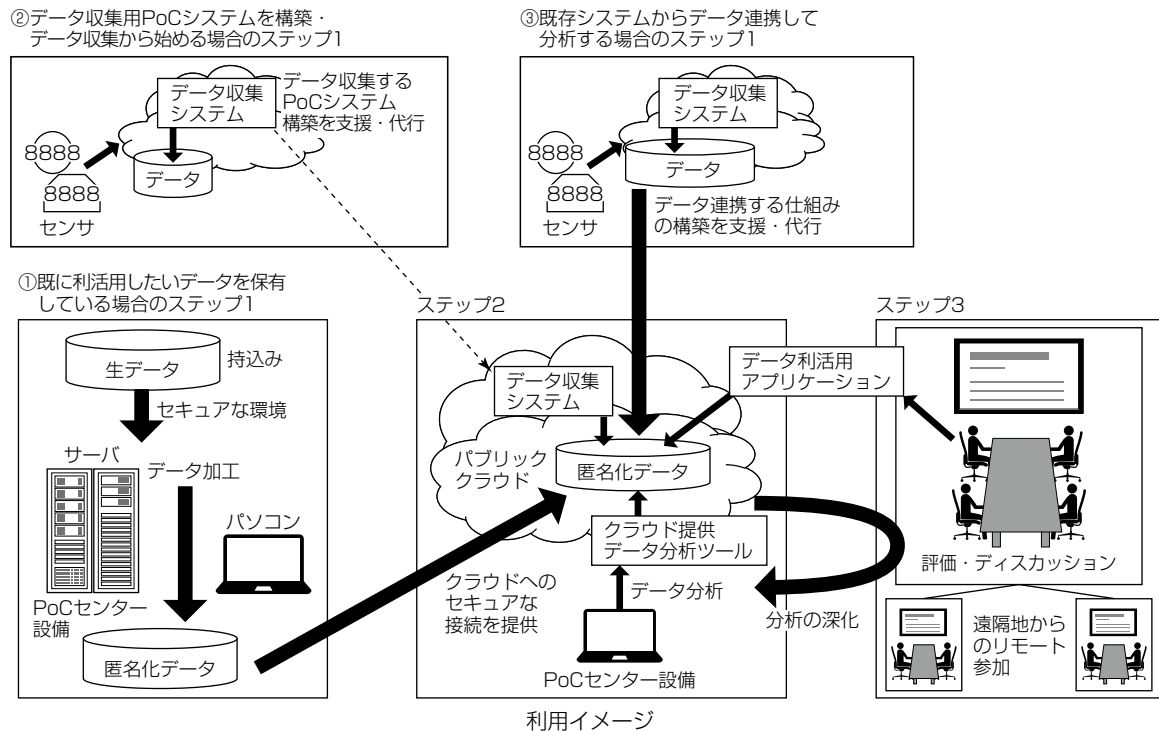 ②データ収集用PoCシステムを構築・
データ収集から始める場合のステップ1
データ収集
システム
データ収集する
PoCシステム
構築を支援・代行
8888
8888
センサ
データ
③既存システムからデータ連携して
分析する場合のステップ1
データ収集
システム
8888
8888
センサ
データ
データ連携する仕組み
の構築を支援・代行
①既に利活用したいデータを保有
している場合のステップ1
生データ
持込み
セキュアな環境
サーバ
データ加工
パソコン
PoCセンター
設備
匿名化データ
ステップ2
データ収集
システム
パブリック
クラウド
匿名化データ
クラウド提供
データ分析ツール
クラウドへの
セキュアな
接続を提供
データ分析
PoCセンター設備
分析の深化
ステップ3
データ利活用
アプリケーション
評価・ディスカッション
遠隔地から
のリモート
参加
利用イメージ